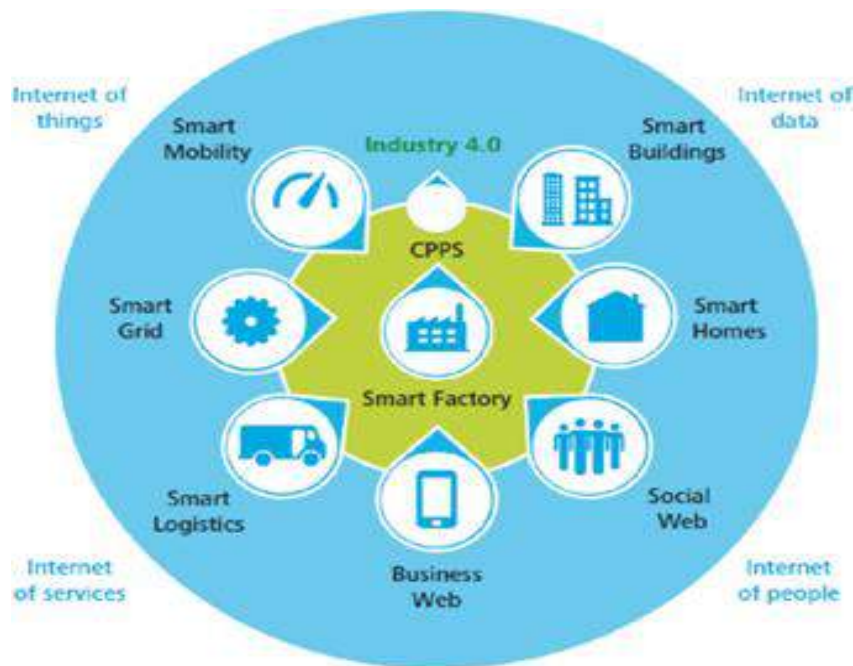 Internet of
things
Internet of
data
Smart
Mobility
Industry 4.0
Smart
Buildings
CPPS
Smart
Grid
Smart
Homes
Smart Factory
Smart
Logistics
Social
Web
Business
Web
Internet
of services
Internet
of people